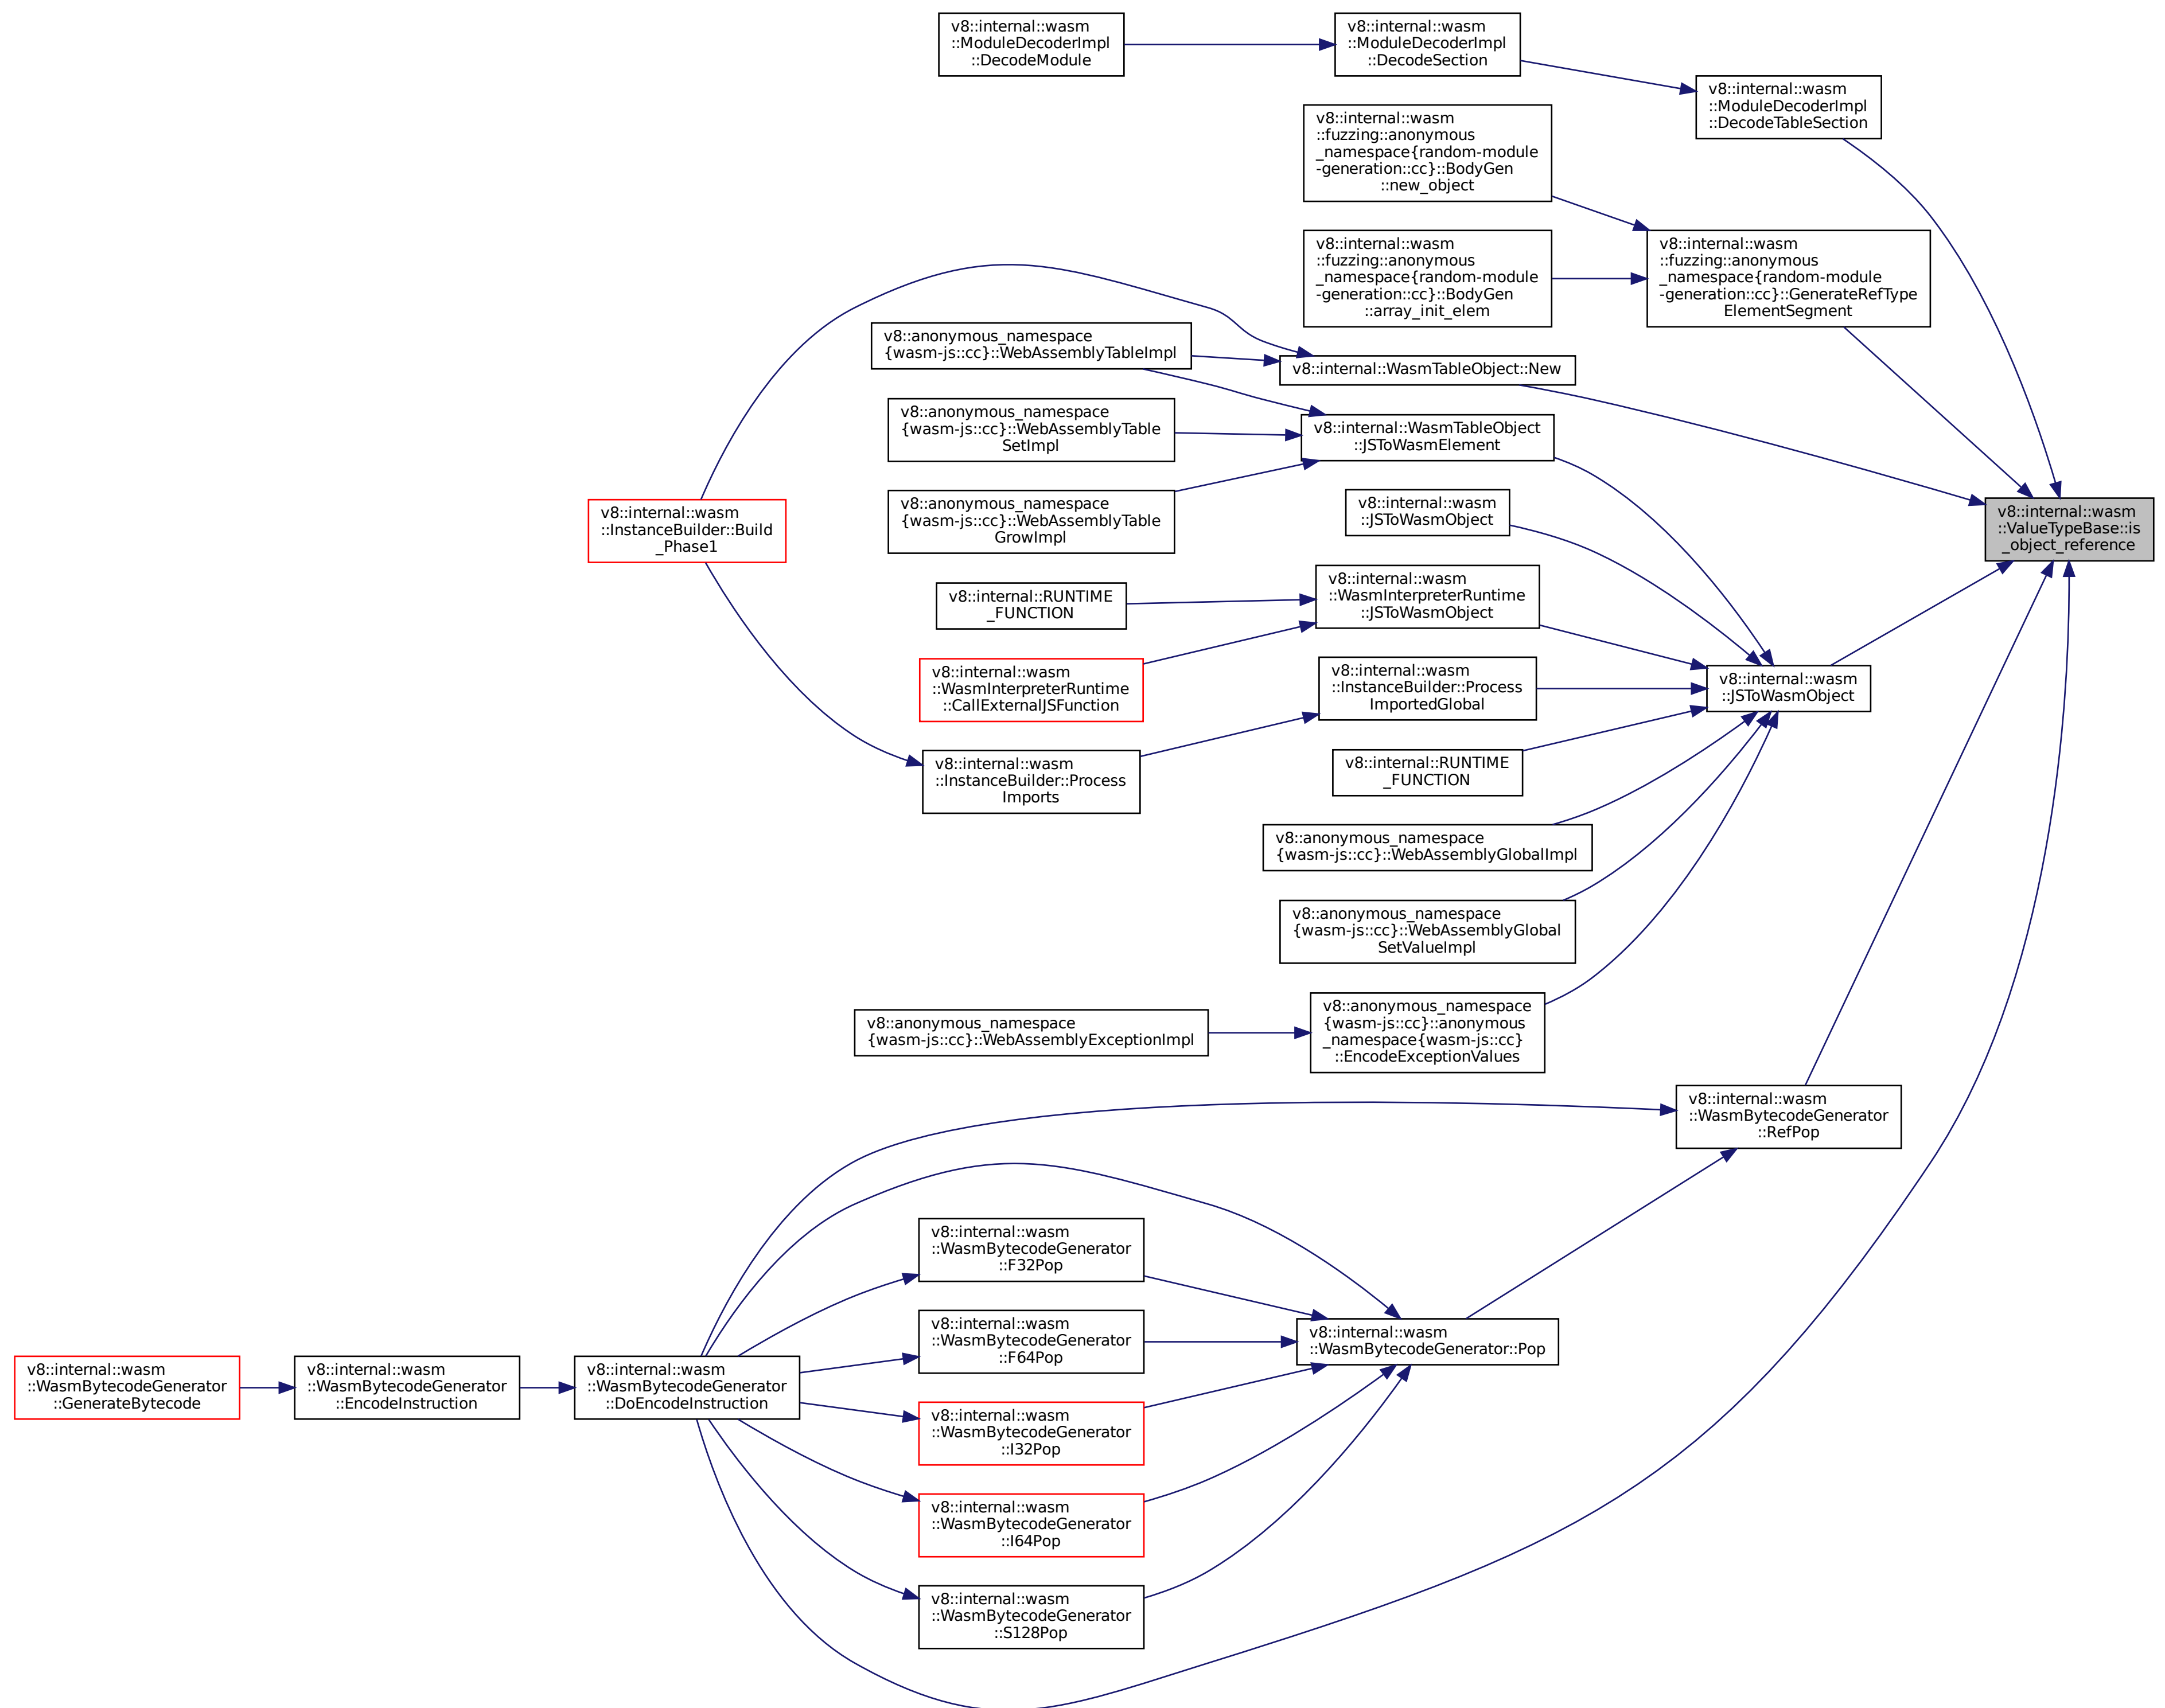 v8::internal::wasm
::ModuleDecoderImpl
::DecodeModule
v8::internal::wasm
::ModuleDecoderImpl
::DecodeSection
v8::internal::wasm
::ModuleDecoderImpl
::DecodeTableSection
v8::internal::wasm
::fuzzing::anonymous
_namespace{random-module
-generation::cc}::BodyGen
::new_object
v8::internal::wasm
::fuzzing::anonymous
_namespace{random-module
-generation::cc}::BodyGen
::array_init_elem
v8::internal::wasm
::fuzzing::anonymous
_namespace{random-module
-generation::cc}::GenerateRefType
ElementSegment
v8::anonymous_namespace
{wasm-js::cc}::WebAssemblyTableImpl
v8::internal::WasmTableObject::New
v8::anonymous_namespace
{wasm-js::cc}::WebAssemblyTable
SetImpl
v8::internal::WasmTableObject
::JSToWasmElement
v8::anonymous_namespace
{wasm-js::cc}::WebAssemblyTable
GrowImpl
v8::internal::wasm
::JSToWasmObject
v8::internal::wasm
::InstanceBuilder::Build
_Phase1
v8::internal::wasm
::ValueTypeBase::is
_object_reference
v8::internal::RUNTIME
_FUNCTION
v8::internal::wasm
::WasmInterpreterRuntime
::JSToWasmObject
v8::internal::wasm
::WasmInterpreterRuntime
::CallExternalJSFunction
v8::internal::wasm
::InstanceBuilder::Process
ImportedGlobal
v8::internal::wasm
::JSToWasmObject
v8::internal::wasm
::InstanceBuilder::Process
Imports
v8::internal::RUNTIME
_FUNCTION
v8::anonymous_namespace
{wasm-js::cc}::WebAssemblyGlobalImpl
v8::anonymous_namespace
{wasm-js::cc}::WebAssemblyGlobal
SetValueImpl
v8::anonymous_namespace
{wasm-js::cc}::WebAssemblyExceptionImpl
v8::anonymous_namespace
{wasm-js::cc}::anonymous
_namespace{wasm-js::cc}
::EncodeExceptionValues
v8::internal::wasm
::WasmBytecodeGenerator
::RefPop
v8::internal::wasm
::WasmBytecodeGenerator
::F32Pop
v8::internal::wasm
::WasmBytecodeGenerator
::F64Pop
v8::internal::wasm
::WasmBytecodeGenerator::Pop
v8::internal::wasm
::WasmBytecodeGenerator
::GenerateBytecode
v8::internal::wasm
::WasmBytecodeGenerator
::EncodeInstruction
v8::internal::wasm
::WasmBytecodeGenerator
::DoEncodeInstruction
v8::internal::wasm
::WasmBytecodeGenerator
::I32Pop
v8::internal::wasm
::WasmBytecodeGenerator
::I64Pop
v8::internal::wasm
::WasmBytecodeGenerator
::S128Pop